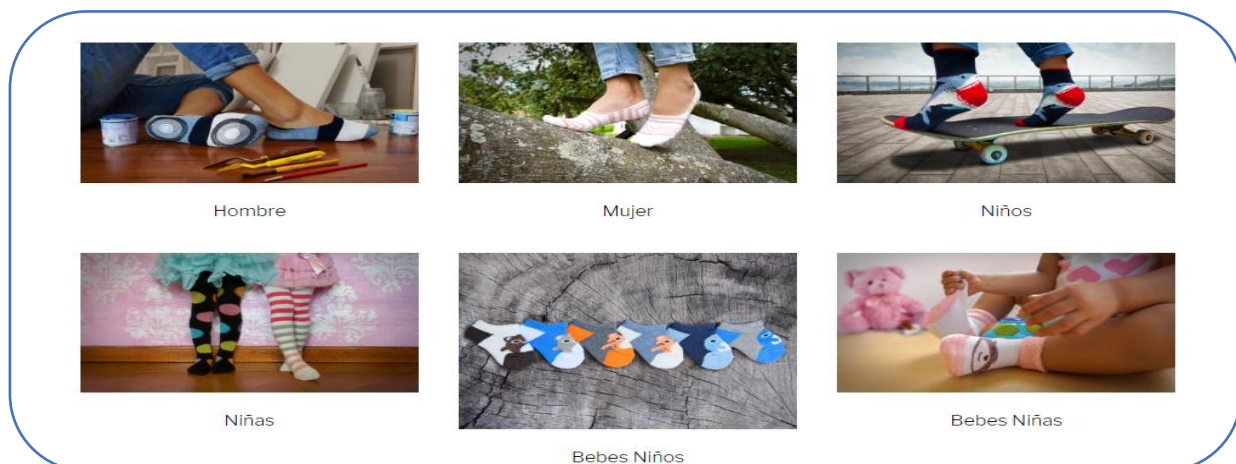 Hombre
Mujer
Niños
Niñas
Bebes Niños
Bebes Niñas